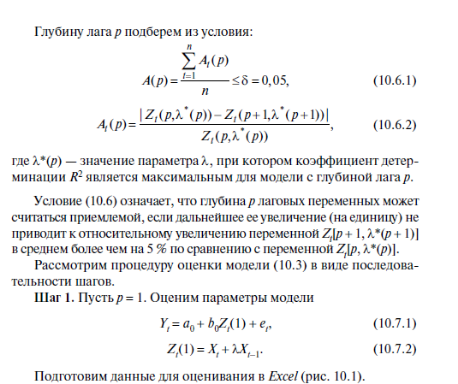 Глубину лага p подберем из условия:
A(p) = \frac{\sum_{t=1}^{n} A_t(p)}{n} ≤ δ = 0,05, (10.6.1)
A_t(p) = \frac{| Z_t(p,λ^*(p)) – Z_t(p+1,λ^*(p+1))|}{Z_t(p,λ^*(p))}, (10.6.2)
где λ*(p) — значение параметра λ, при котором коэффициент детер-
минации R² является максимальным для модели с глубиной лага p.
Условие (10.6) означает, что глубина p лаговых переменных может
считаться приемлемой, если дальнейшее ее увеличение (на единицу) не
приводит к относительному увеличению переменной Z_t[p + 1, λ*(p + 1)]
в среднем более чем на 5 % по сравнению с переменной Z_t[p, λ*(p)].
Рассмотрим процедуру оценки модели (10.3) в виде последова-
тельности шагов.
Шаг 1. Пусть p = 1. Оценим параметры модели
Y_t = a_0 + b_0Z_t(1) + e_t, (10.7.1)
Z_t(1) = X_t + λX_{t–1}. (10.7.2)
Подготовим данные для оценивания в Excel (рис. 10.1).